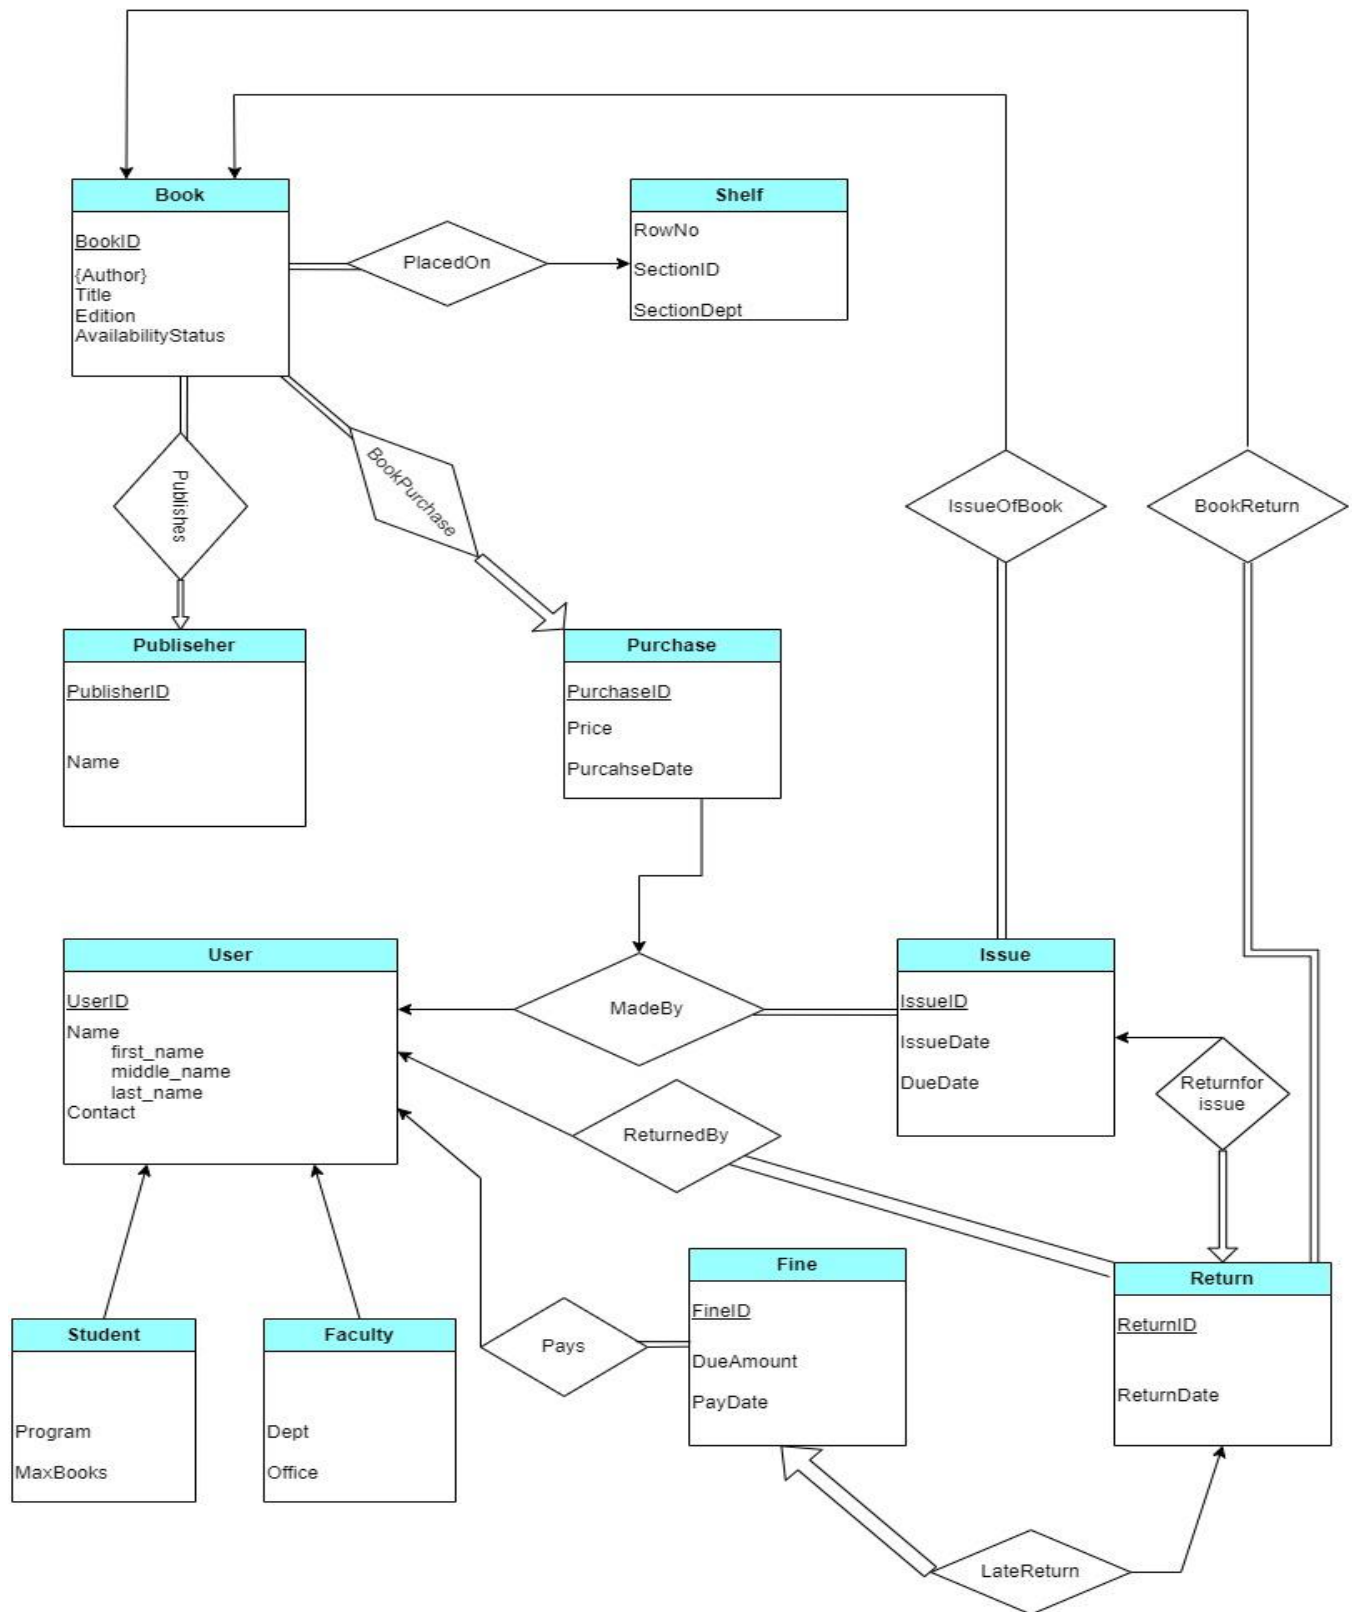 Book
BookID
{Author}
Title
Edition
AvailabilityStatus
PlacedOn
Shelf
RowNo
SectionID
SectionDept
Publishes
BookPurchase
IssueOfBook
BookReturn
Publiseher
PublisherID
Name
Purchase
PurchaseID
Price
PurcahseDate
User
UserID
Name
first_name
middle_name
last_name
Contact
MadeBy
Issue
IssueID
IssueDate
DueDate
Returnfor
issue
ReturnedBy
Student
Program
MaxBooks
Faculty
Dept
Office
Pays
Fine
FineID
DueAmount
PayDate
Return
ReturnID
ReturnDate
LateReturn